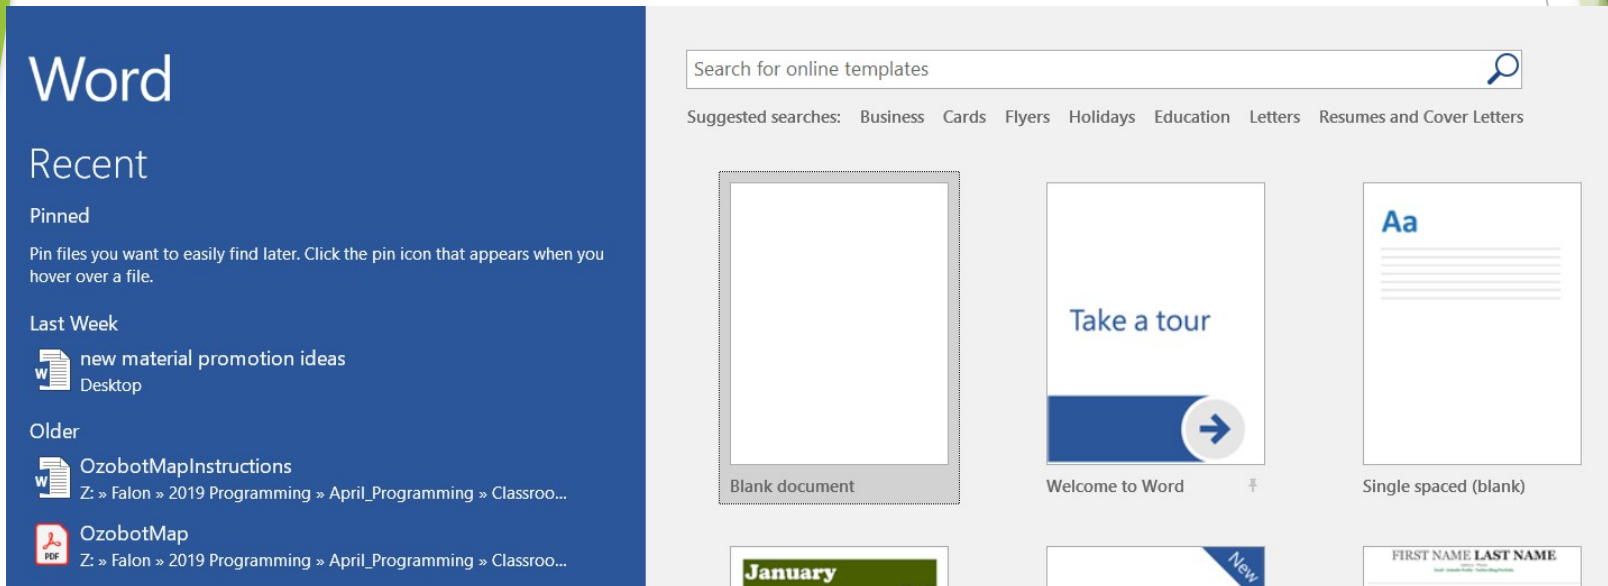 Word
Recent
Pinned
Pin files you want to easily find later. Click the pin icon that appears when you
hover over a file.
Last Week
W
new material promotion ideas
Desktop
Older
W
OzobotMapInstructions
Z: » Falon » 2019 Programming » April_Programming » Classroo...
PDF
OzobotMap
Z: » Falon » 2019 Programming » April_Programming » Classroo...
Search for online templates
Suggested searches: Business Cards Flyers Holidays Education Letters Resumes and Cover Letters
Take a tour
Aa
Blank document
Welcome to Word
Single spaced (blank)
January
New
FIRST NAME LAST NAME